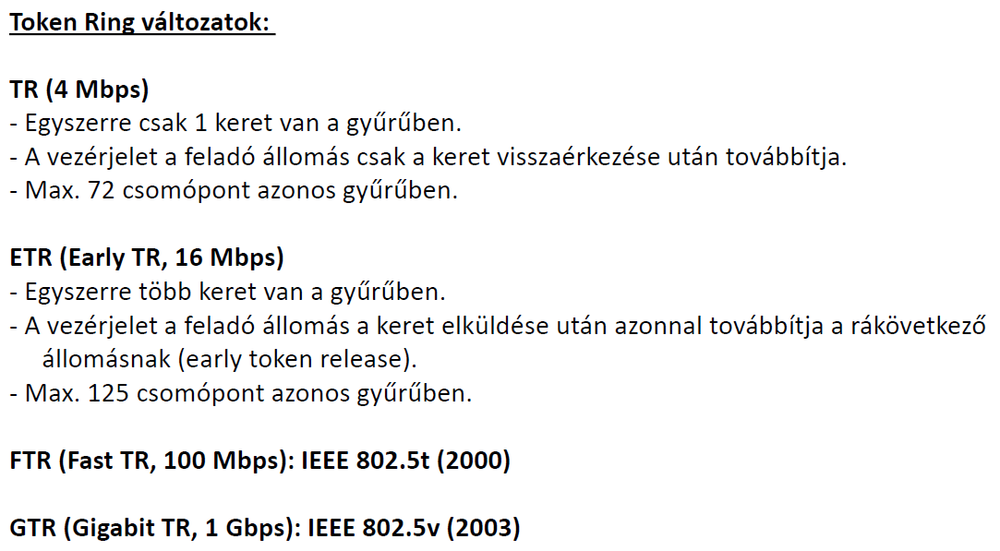 Token Ring változatok:
TR (4 Mbps)
- Egyszerre csak 1 keret van a gyűrűben.
- A vezérjelet a feladó állomás csak a keret visszaérkezése után továbbítja.
- Max. 72 csomópont azonos gyűrűben.
ETR (Early TR, 16 Mbps)
- Egyszerre több keret van a gyűrűben.
- A vezérjelet a feladó állomás a keret elküldése után azonnal továbbítja a rákövetkező
állomásnak (early token release).
- Max. 125 csomópont azonos gyűrűben.
FTR (Fast TR, 100 Mbps): IEEE 802.5t (2000)
GTR (Gigabit TR, 1 Gbps): IEEE 802.5v (2003)